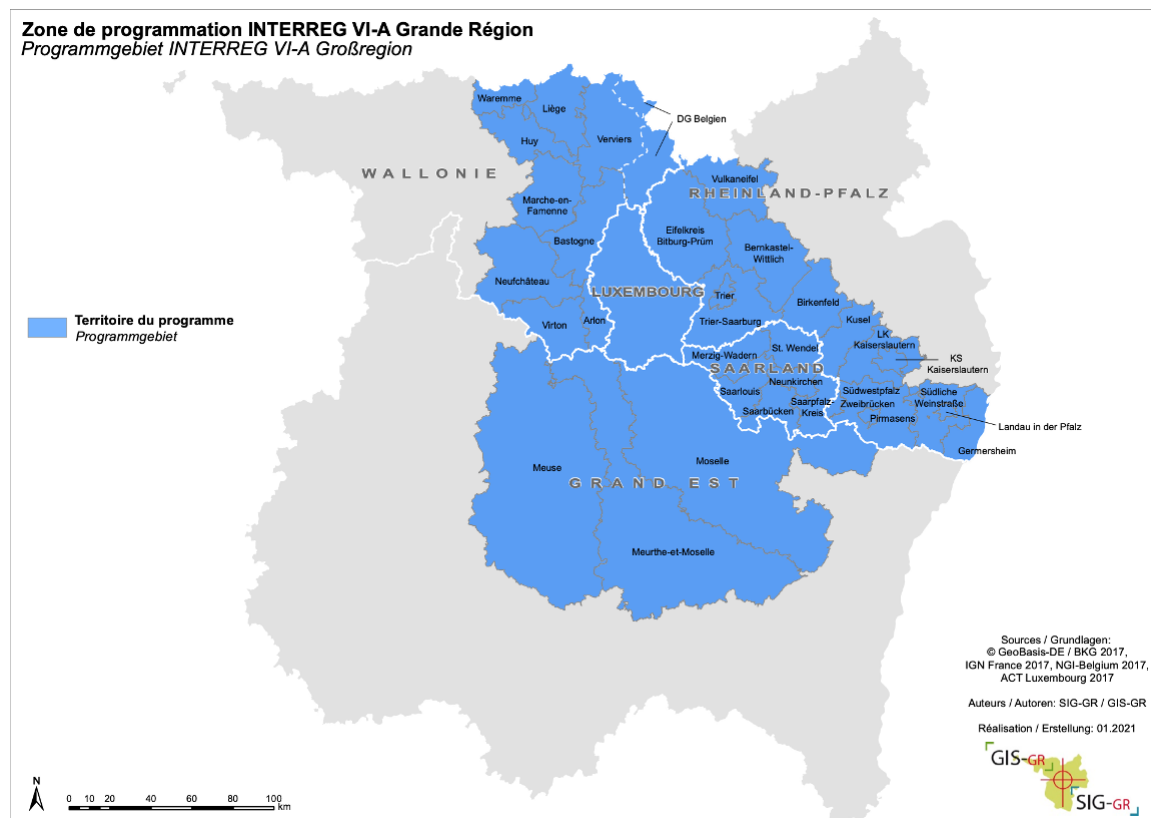 Zone de programmation INTERREG VI-A Grande Région
Programmgebiet INTERREG VI-A Großregion
Waremme
Liège
DG Belgien
Huy
Verviers
WALLONIE
Vulkaneifel
RHEINLAND-PFALZ
Marche-en-
Famenne
Eifelkreis
Bitburg-Prüm
Bastogne
Bernkastel-
Wittlich
Neufchâteau
LUXEMBOURG
Trier
Birkenfeld
Territoire du programme
Programmgebiet
Virton
Arlon
Trier-Saarburg
Kusel
LK
Kaiserslautern
St. Wendel
Merzig-Wadern
KS
Kaiserslautern
SAARLAND
Neunkirchen
Saarlouis
Saarpfalz-
Kreis
Saarbücken
Südwestpfalz
Zweibrücken
Pirmasens
Südliche
Weinstraße
Landau in der Pfalz
Germersheim
Meuse
Moselle
GRAND EST
Meurthe-et-Moselle
Sources / Grundlagen:
© GeoBasis-DE / BKG 2017,
IGN France 2017, NGI-Belgium 2017,
ACT Luxembourg 2017
Auteurs / Autoren: SIG-GR / GIS-GR
Réalisation / Erstellung: 01.2021
GIS-GR
SIG-GR
N
0 10 20 40 60 80 100
km